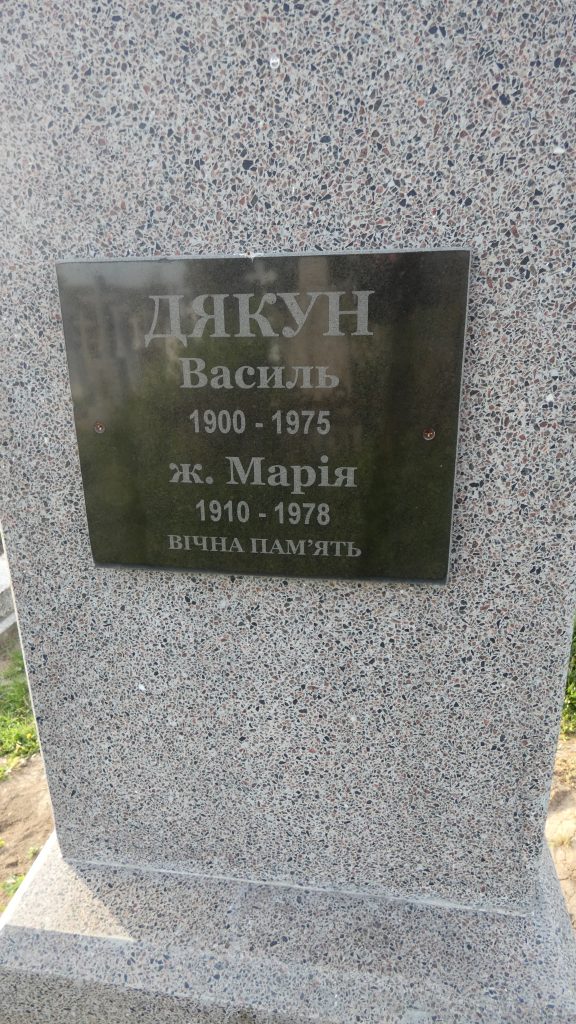 ДЯКУН
Василь
1900 - 1975
ж. Марія
1910 - 1978
ВІЧНА ПАМ’ЯТЬ